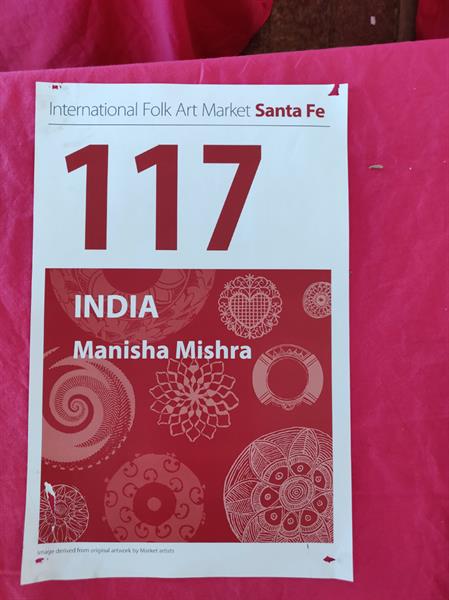 International Folk Art Market Santa Fe
117
INDIA
Manisha Mishra
Image derived from original artwork by Market artists